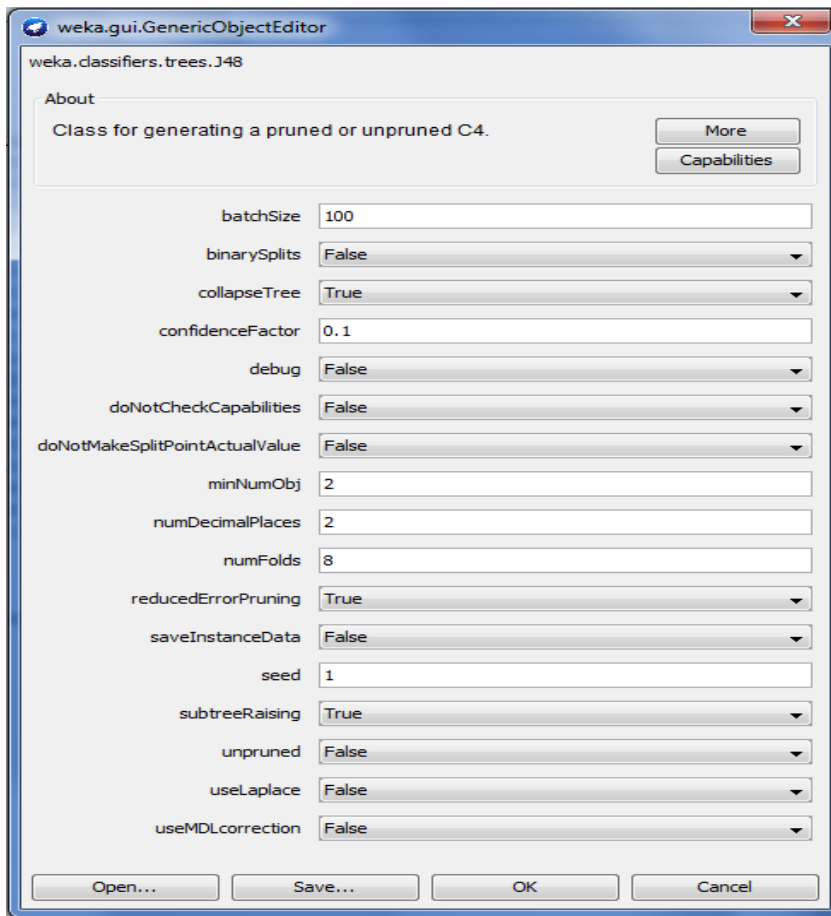 weka.gui.GenericObjectEditor
weka.classifiers.trees.J48
About
Class for generating a pruned or unpruned C4.
More
Capabilities
batchSize 100
binarySplits False
collapseTree True
confidenceFactor 0.1
debug False
doNotCheckCapabilities False
doNotMakeSplitPointActualValue False
minNumObj 2
numDecimalPlaces 2
numFolds 8
reducedErrorPruning True
saveInstanceData False
seed 1
subtreeRaising True
unpruned False
useLaplace False
useMDLcorrection False
Open... Save... OK Cancel